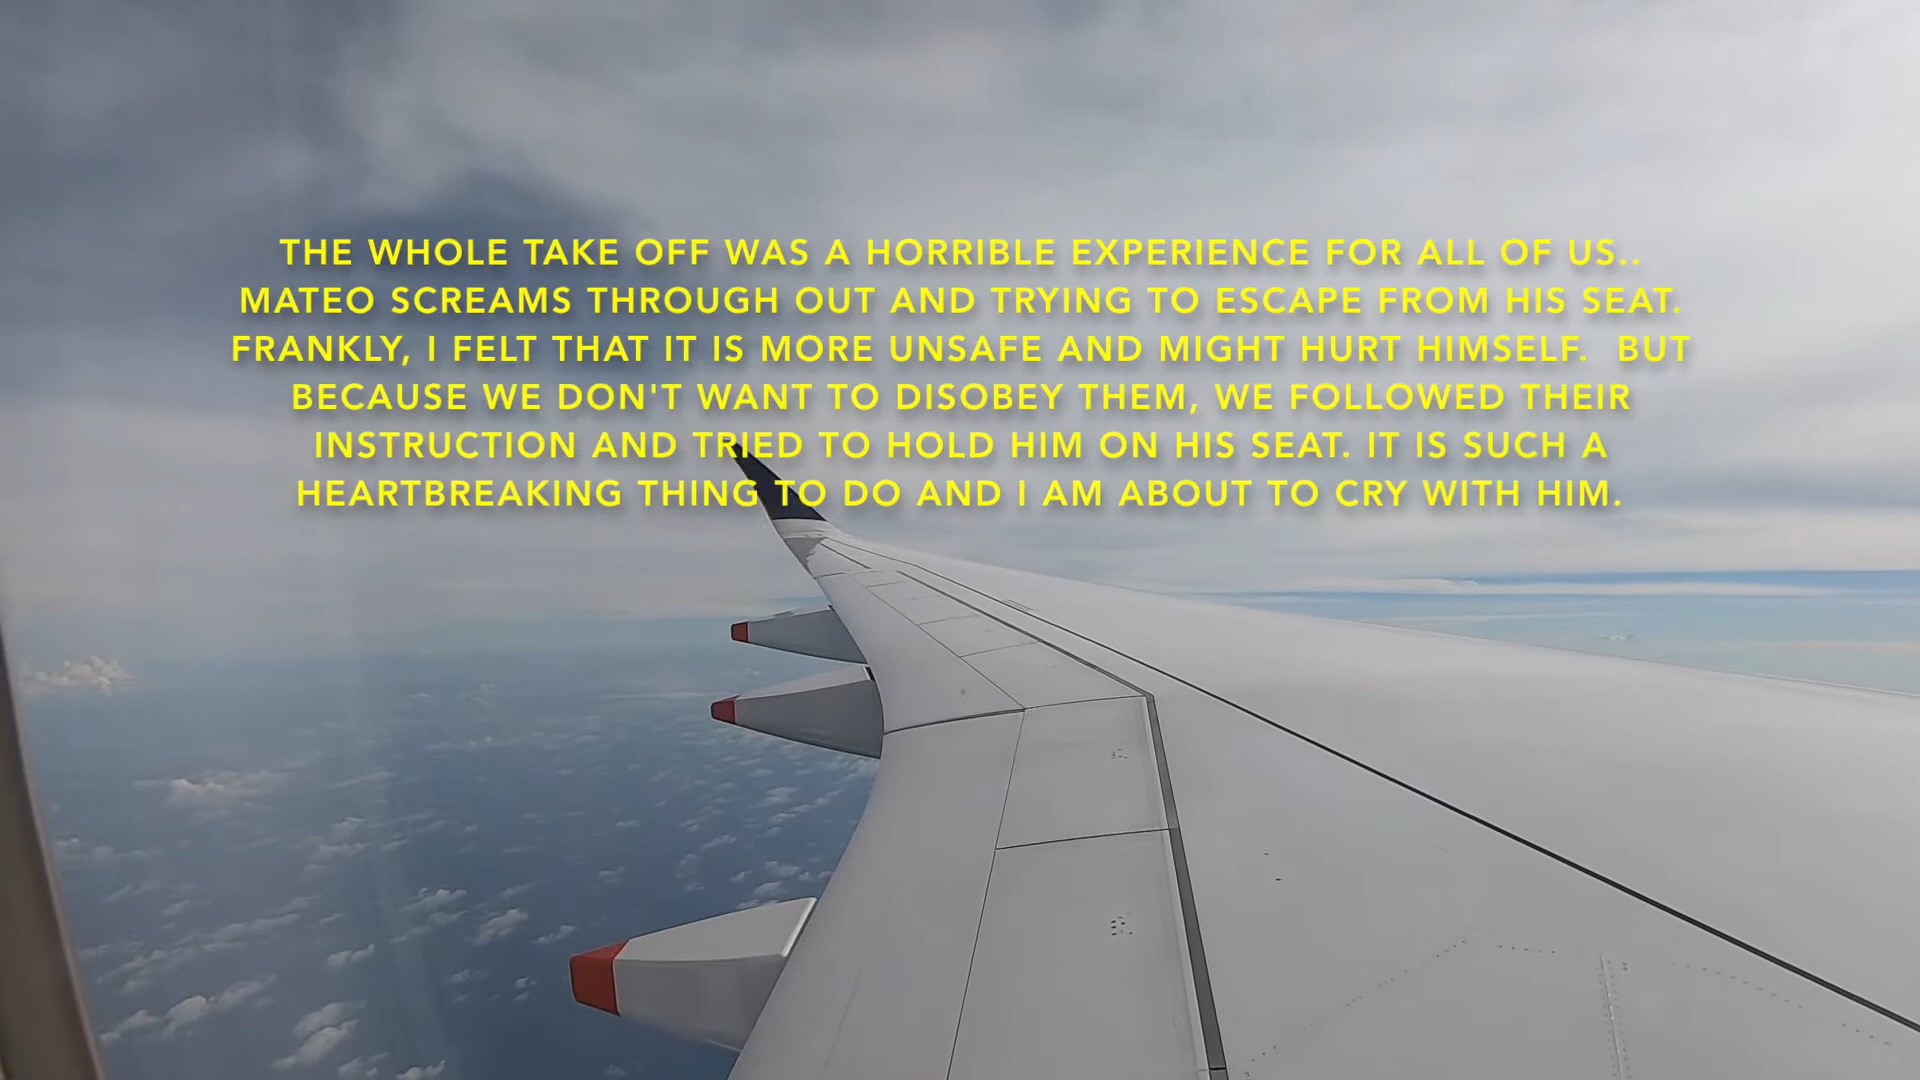 THE WHOLE TAKE OFF WAS A HORRIBLE EXPERIENCE FOR ALL OF US..
MATEO SCREAMS THROUGH OUT AND TRYING TO ESCAPE FROM HIS SEAT.
FRANKLY, I FELT THAT IT IS MORE UNSAFE AND MIGHT HURT HIMSELF.  BUT
BECAUSE WE DON'T WANT TO DISOBEY THEM, WE FOLLOWED THEIR
INSTRUCTION AND TRIED TO HOLD HIM ON HIS SEAT. IT IS SUCH A
HEARTBREAKING THING TO DO AND I AM ABOUT TO CRY WITH HIM.